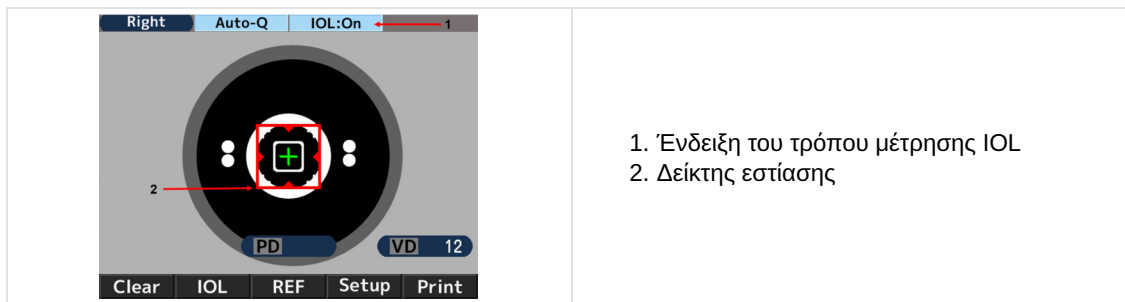 Right Auto-Q IOL:On 1
2
PD VD 12
Clear IOL REF Setup Print
1. Ένδειξη του τρόπου μέτρησης IOL
2. Δείκτης εστίασης